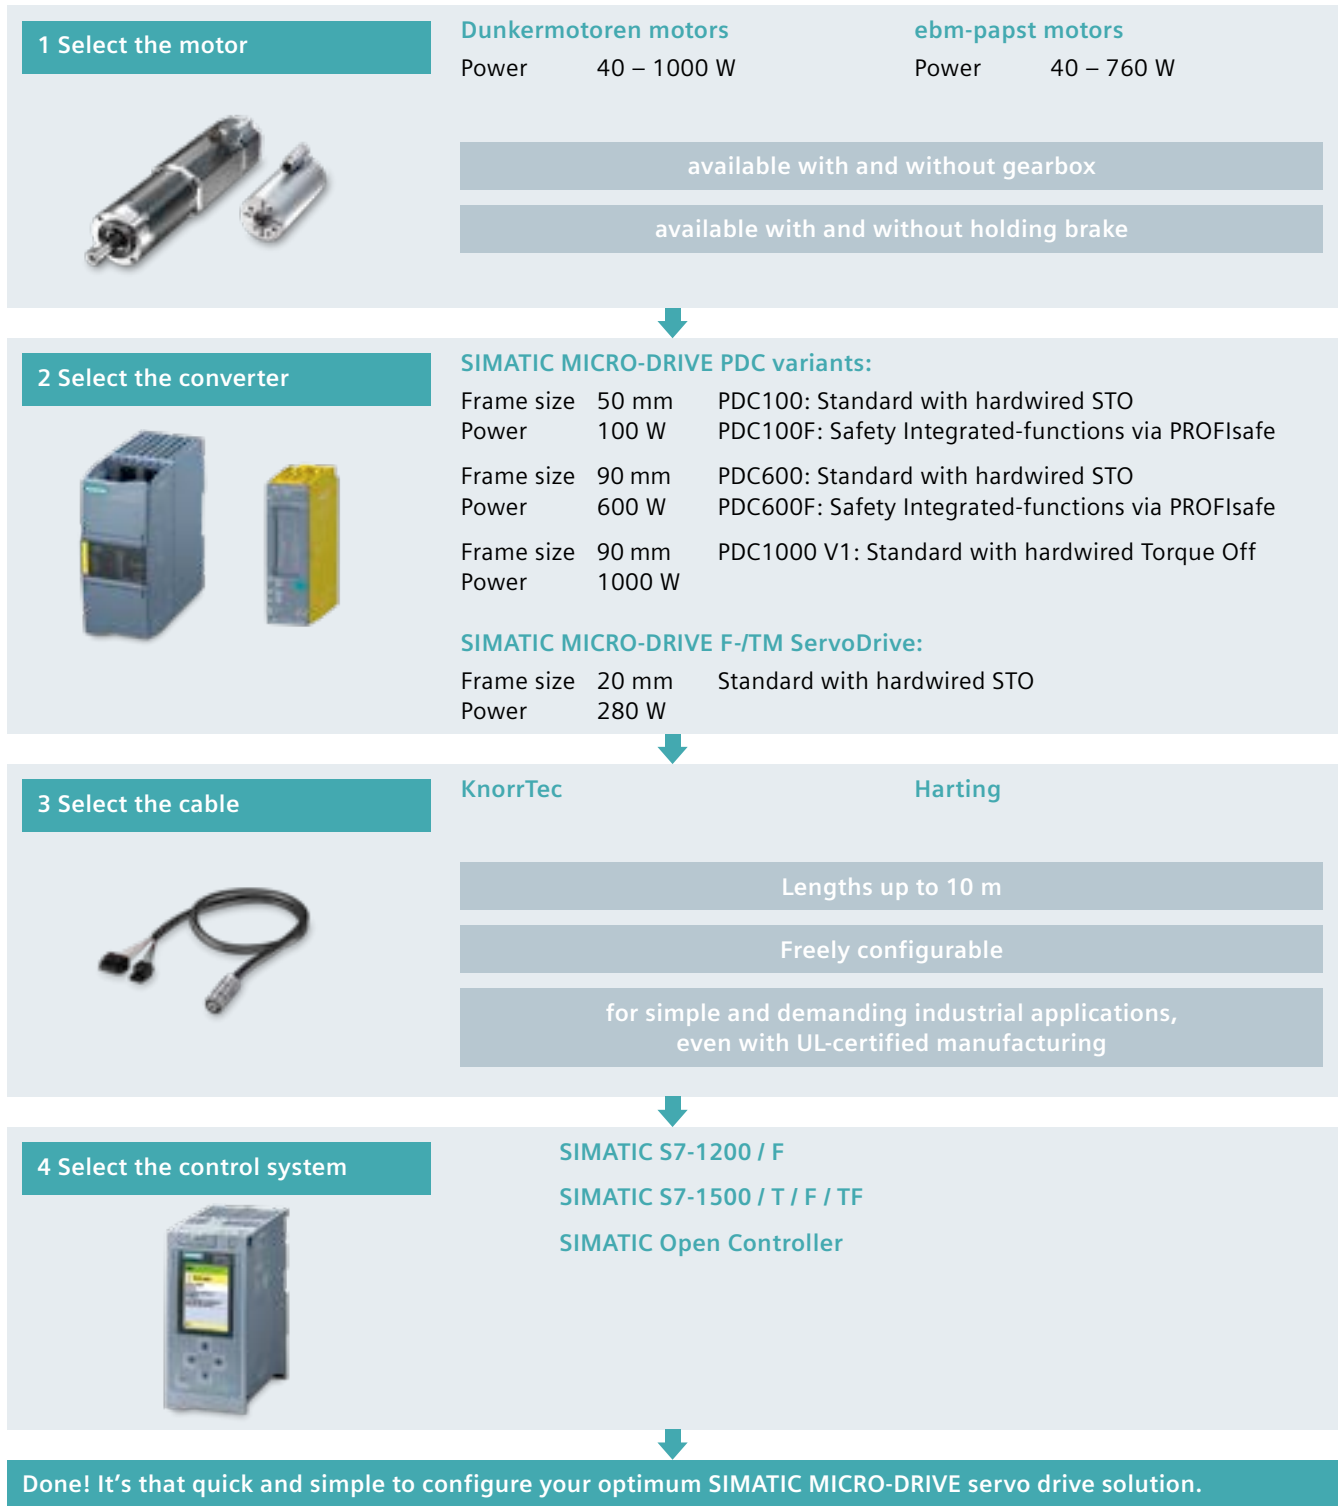 1 Select the motor
Dunkermotoren motors
Power 40 – 1000 W
ebm-papst motors
Power 40 – 760 W
available with and without gearbox
available with and without holding brake
2 Select the converter
SIMATIC MICRO-DRIVE PDC variants:
Frame size 50 mm PDC100: Standard with hardwired STO
Power 100 W PDC100F: Safety Integrated-functions via PROFIsafe
Frame size 90 mm PDC600: Standard with hardwired STO
Power 600 W PDC600F: Safety Integrated-functions via PROFIsafe
Frame size 90 mm PDC1000 V1: Standard with hardwired Torque Off
Power 1000 W
SIMATIC MICRO-DRIVE F-/TM ServoDrive:
Frame size 20 mm Standard with hardwired STO
Power 280 W
3 Select the cable
KnorrTec
Harting
Lengths up to 10 m
Freely configurable
for simple and demanding industrial applications,
even with UL-certified manufacturing
4 Select the control system
SIMATIC S7-1200 / F
SIMATIC S7-1500 / T / F / TF
SIMATIC Open Controller
Done! It’s that quick and simple to configure your optimum SIMATIC MICRO-DRIVE servo drive solution.